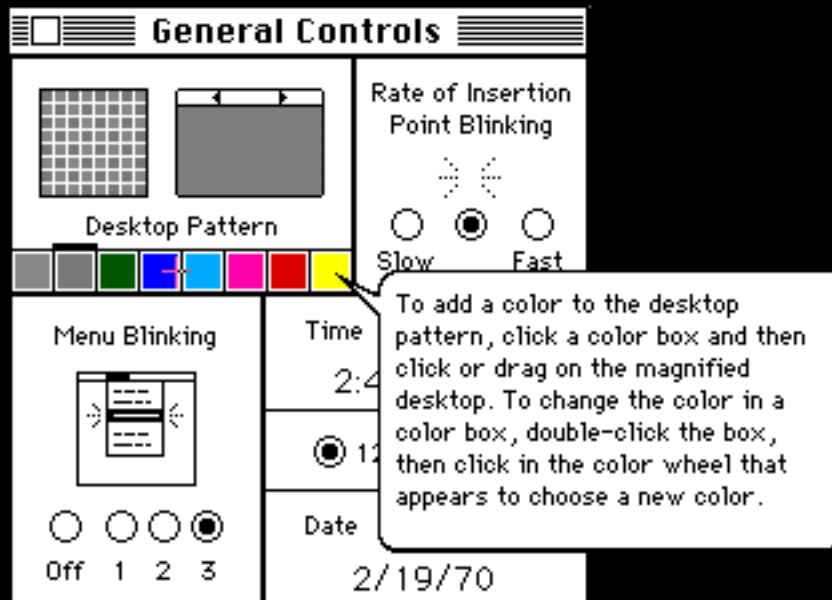 General Controls
Rate of Insertion
Point Blinking
Desktop Pattern
Slow Fast
To add a color to the desktop
pattern, click a color box and then
click or drag on the magnified
desktop. To change the color in a
color box, double-click the box,
then click in the color wheel that
appears to choose a new color.
Menu Blinking
Off 1 2 3
Time
2:4
12
Date
2/19/70